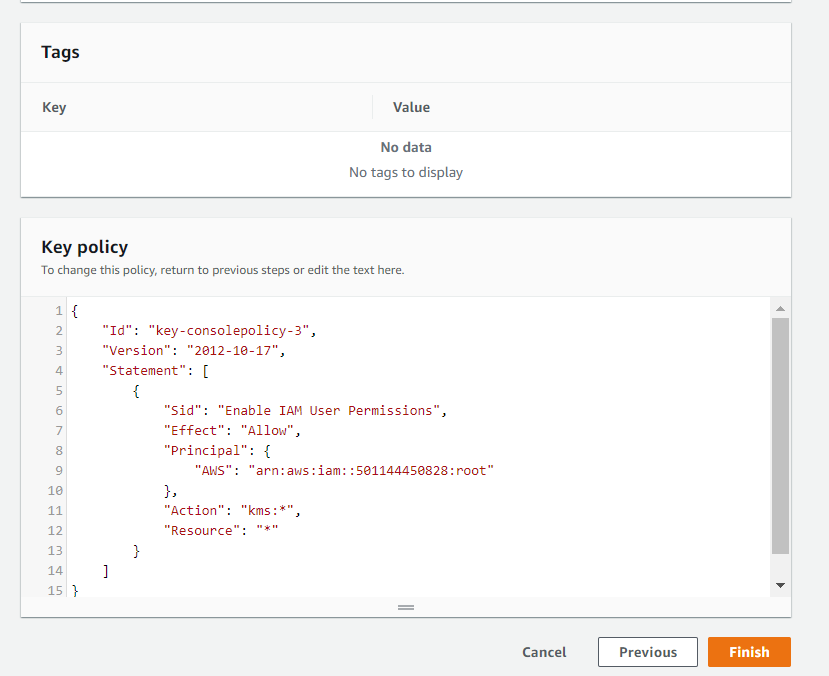 Tags
Key Value
No data
No tags to display
Key policy
To change this policy, return to previous steps or edit the text here.
1 {
2 "Id": "key-consolepolicy-3",
3 "Version": "2012-10-17",
4 "Statement": [
5 {
6 "Sid": "Enable IAM User Permissions",
7 "Effect": "Allow",
8 "Principal": {
9 "AWS": "arn:aws:iam::501144450828:root"
10 },
11 "Action": "kms:*",
12 "Resource": "*"
13 }
14 ]
15 }
Cancel Previous Finish